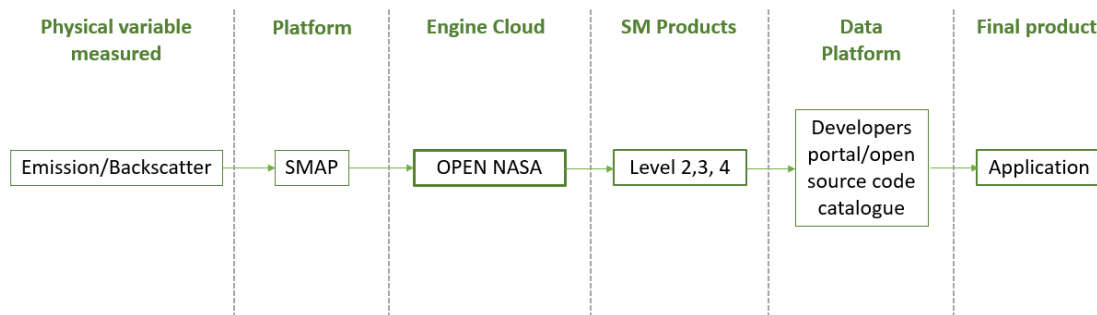 Physical variable
measured
Platform
Engine Cloud
SM Products
Data
Platform
Final product
Emission/Backscatter
SMAP
OPEN NASA
Level 2,3, 4
Developers
portal/open
source code
catalogue
Application